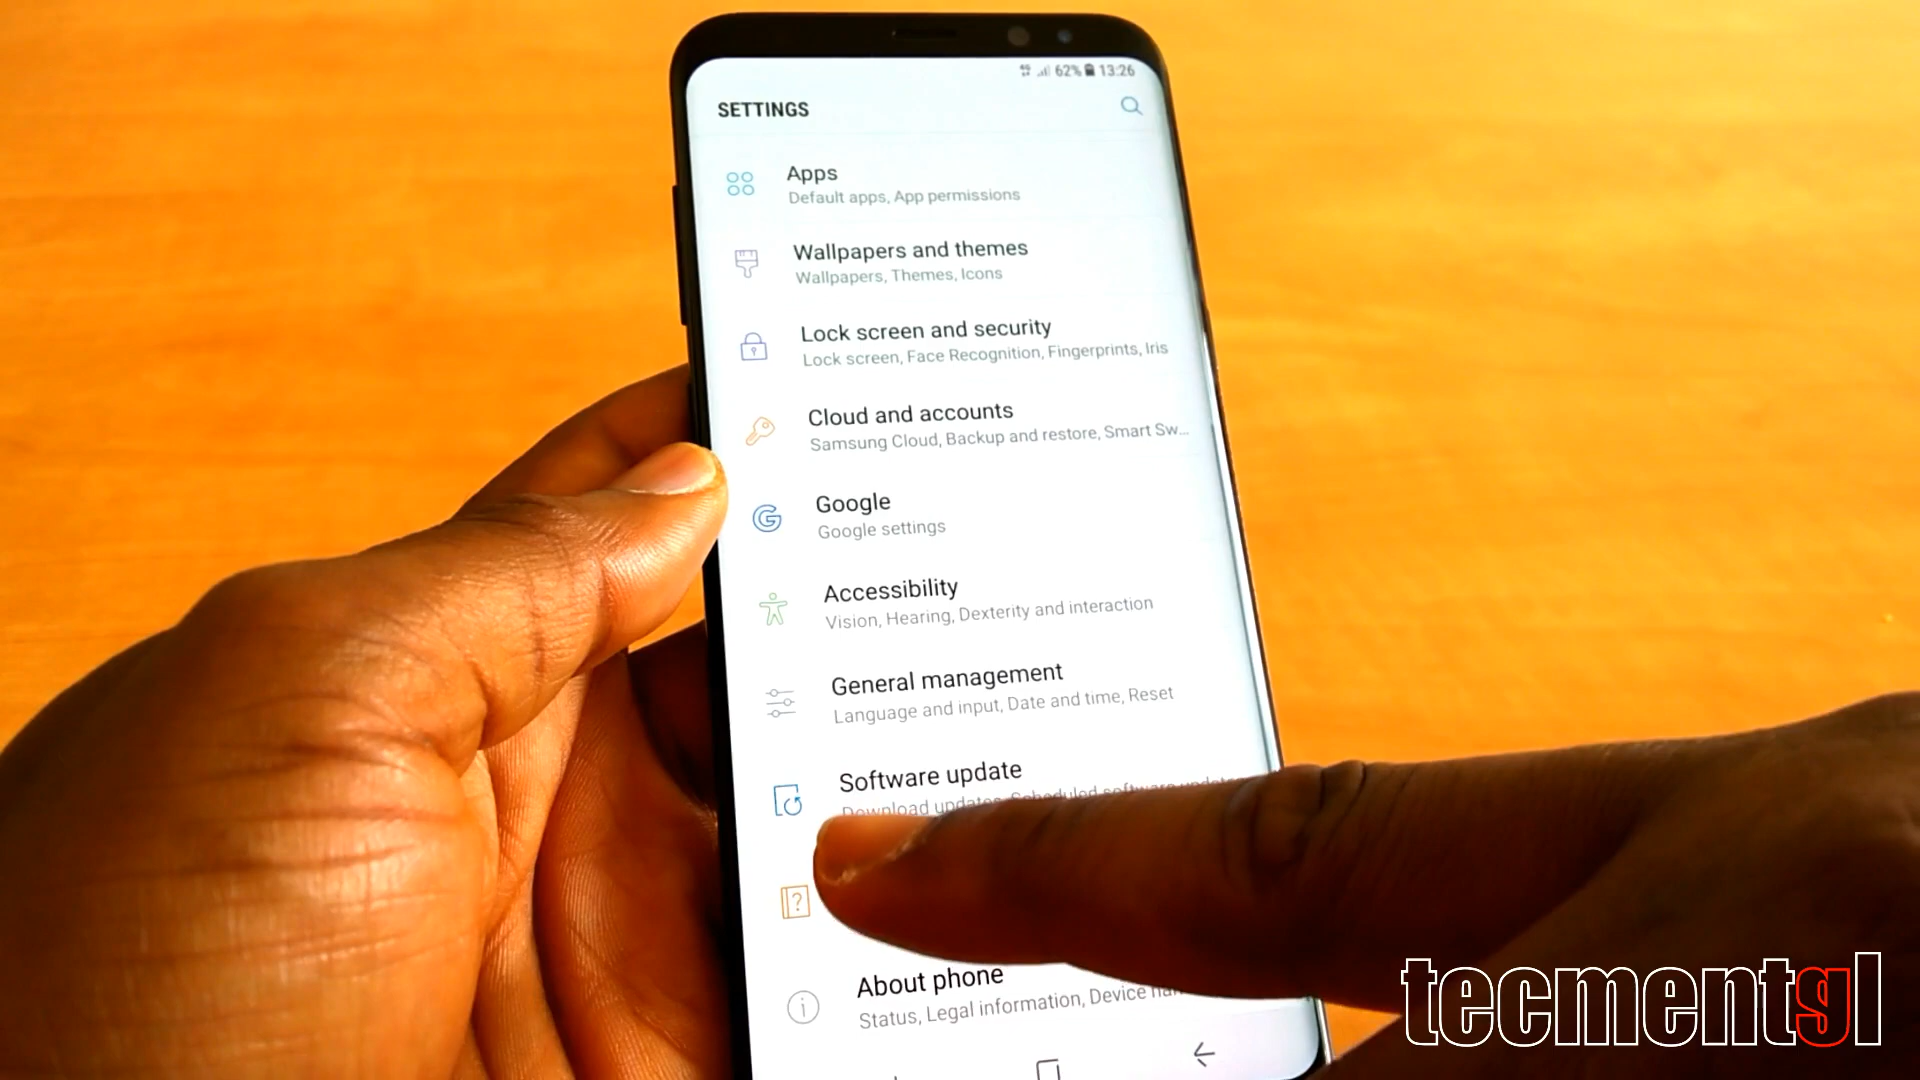 62% 13:26
SETTINGS
Apps
Default apps, App permissions
Wallpapers and themes
Wallpapers, Themes, Icons
Lock screen and security
Lock screen, Face Recognition, Fingerprints, Iris
Cloud and accounts
Samsung Cloud, Backup and restore, Smart Sw...
Google
Google settings
Accessibility
Vision, Hearing, Dexterity and interaction
General management
Language and input, Date and time, Reset
Software update
Download updates, Scheduled software updates
?
About phone
Status, Legal information, Device
tecmentgl